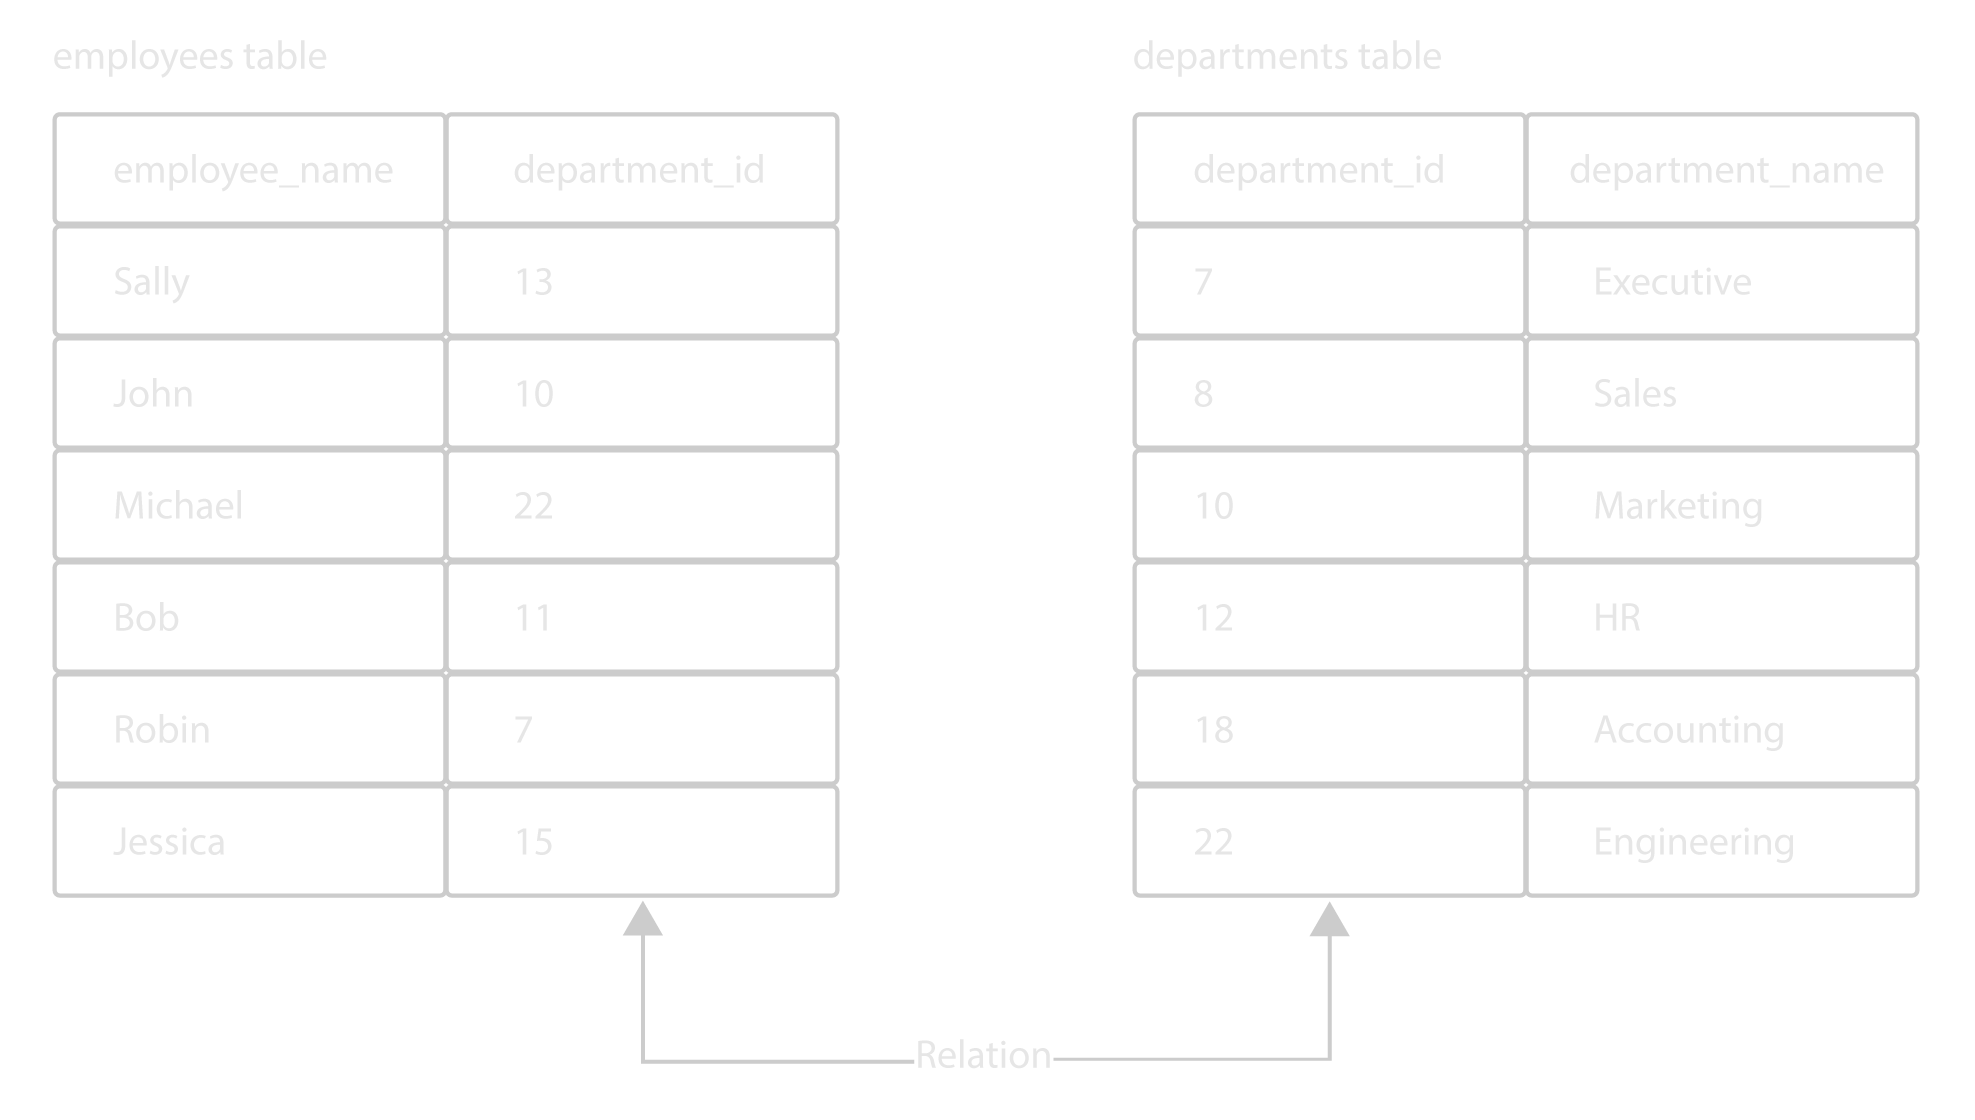 employees table
employee_name department_id
Sally 13
John 10
Michael 22
Bob 11
Robin 7
Jessica 15
departments table
department_id department_name
7 Executive
8 Sales
10 Marketing
12 HR
18 Accounting
22 Engineering
Relation